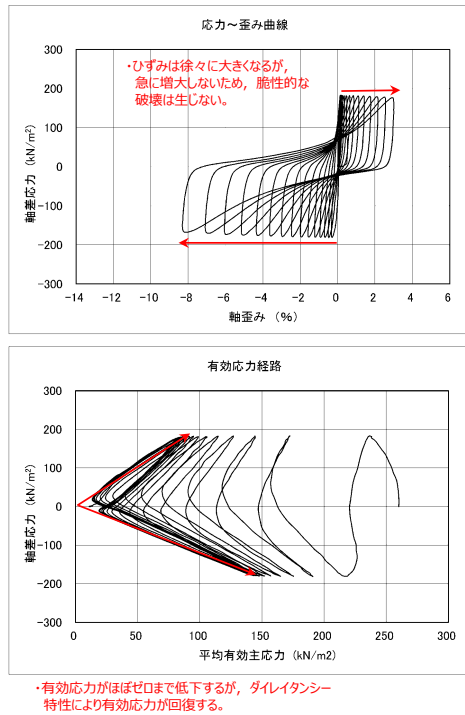 応力～歪み曲線
・ひずみは徐々に大きくなるが，
急に増大しないため，脆性的な
破壊は生じない。
300
200
100
0
-100
-200
-300
軸差応力（kN/m²）
-14 -12 -10 -8 -6 -4 -2 0 2 4 6
軸歪み（%）
有効応力経路
300
200
100
0
-100
-200
-300
軸差応力（kN/m²）
0 50 100 150 200 250 300
平均有効主応力（kN/m2）
・有効応力がほぼゼロまで低下するが，ダイレイタンシー
特性により有効応力が回復する。